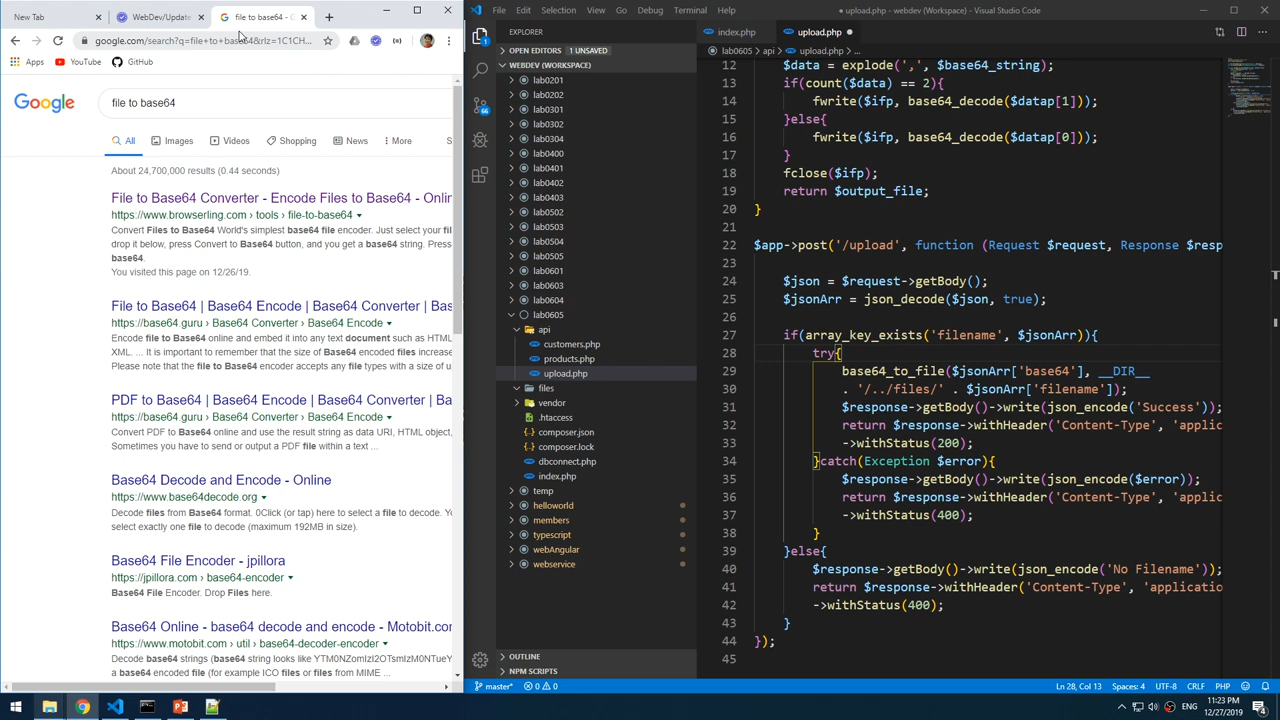 New Tab
WebDev/Update
file to base64 - G
google.com/search?q=file+to+base64&rlz=1C1CH...
Apps
YouTube
GitHub
Google
file to base64
All
Images
Videos
Shopping
News
More
S
About 24,700,000 results (0.44 seconds)
File to Base64 Converter - Encode Files to Base64 - Onlin
https://www.browserling.com › tools › file-to-base64
Convert Files to Base64 World's simplest base64 file encoder. Just select your fil
drop it below, press Convert to Base64 button, and you get a base64 string. Press
base64.
You visited this page on 12/26/19.
File to Base64 | Base64 Encode | Base64 Converter | Bas
https://base64.guru › Base64 Converter › Base64 Encode
Encode file to Base64 online and embed it into any text document such as HTML
XML. ... It is important to remember that the size of Base64 encoded files increase
Please note that the file to Base64 encoder accepts any file types with a size of u
PDF to Base64 | Base64 Encode | Base64 Converter | Ba
https://base64.guru › Base64 Converter › Base64 Encode
Convert PDF to Base64 online and use the result string as data URI, HTML object,
Sometimes you have to send or output a PDF file within a text ...
Base64 Decode and Encode - Online
https://www.base64decode.org
Decode files from Base64 format. 0Click (or tap) here to select a file to decode. Yo
select exactly one file to decode (maximum 192MB in size).
Base64 File Encoder - jpillora
https://jpillora.com › base64-encoder
Base64 File Encoder. Drop Files here.
Base64 Online - base64 decode and encode - Motobit.com
https://www.motobit.com › util › base64-decoder-encoder
Decode base64 strings (base64 string looks like YTM0NZomIzI2OTsmIzM0NTueY
a base64 encoded file (for example ICO files or files from MIME ...
File Edit Selection View Go Debug Terminal Help
upload.php - webdev (Workspace) - Visual Studio Code
EXPLORER
OPEN EDITORS 1 UNSAVED
WEBDEV (WORKSPACE)
lab0201
lab0202
lab0301
lab0302
lab0304
lab0400
lab0401
lab0402
lab0403
lab0502
lab0503
lab0504
lab0505
lab0601
lab0603
lab0604
lab0605
api
customers.php
products.php
upload.php
files
vendor
.htaccess
composer.json
composer.lock
dbconnect.php
index.php
temp
helloworld
members
typescript
webAngular
webservice
OUTLINE
NPM SCRIPTS
1
66
index.php
upload.php
lab0605 > api > upload.php > ...
12 $data = explode(',', $base64_string);
13 if(count($data) == 2){
14 fwrite($ifp, base64_decode($datap[1]));
15 }else{
16 fwrite($ifp, base64_decode($datap[0]));
17 }
18 fclose($ifp);
19 return $output_file;
20 }
21
22 $app->post('/upload', function (Request $request, Response $resp
23
24 $json = $request->getBody();
25 $jsonArr = json_decode($json, true);
26
27 if(array_key_exists('filename', $jsonArr)){
28 try{
29 base64_to_file($jsonArr['base64'], __DIR__
30 . '/../files/' . $jsonArr['filename']);
31 $response->getBody()->write(json_encode('Success'));
32 return $response->withHeader('Content-Type', 'applic
33 ->withStatus(200);
34 }catch(Exception $error){
35 $response->getBody()->write(json_encode($error));
36 return $response->withHeader('Content-Type', 'applic
37 ->withStatus(400);
38 }
39 }else{
40 $response->getBody()->write(json_encode('No Filename'));
41 return $response->withHeader('Content-Type', 'application
42 ->withStatus(400);
43 }
44 });
45
master*
0 0
Ln 28, Col 13
Spaces: 4
UTF-8
CRLF
PHP
ENG
11:23 PM
12/27/2019
4